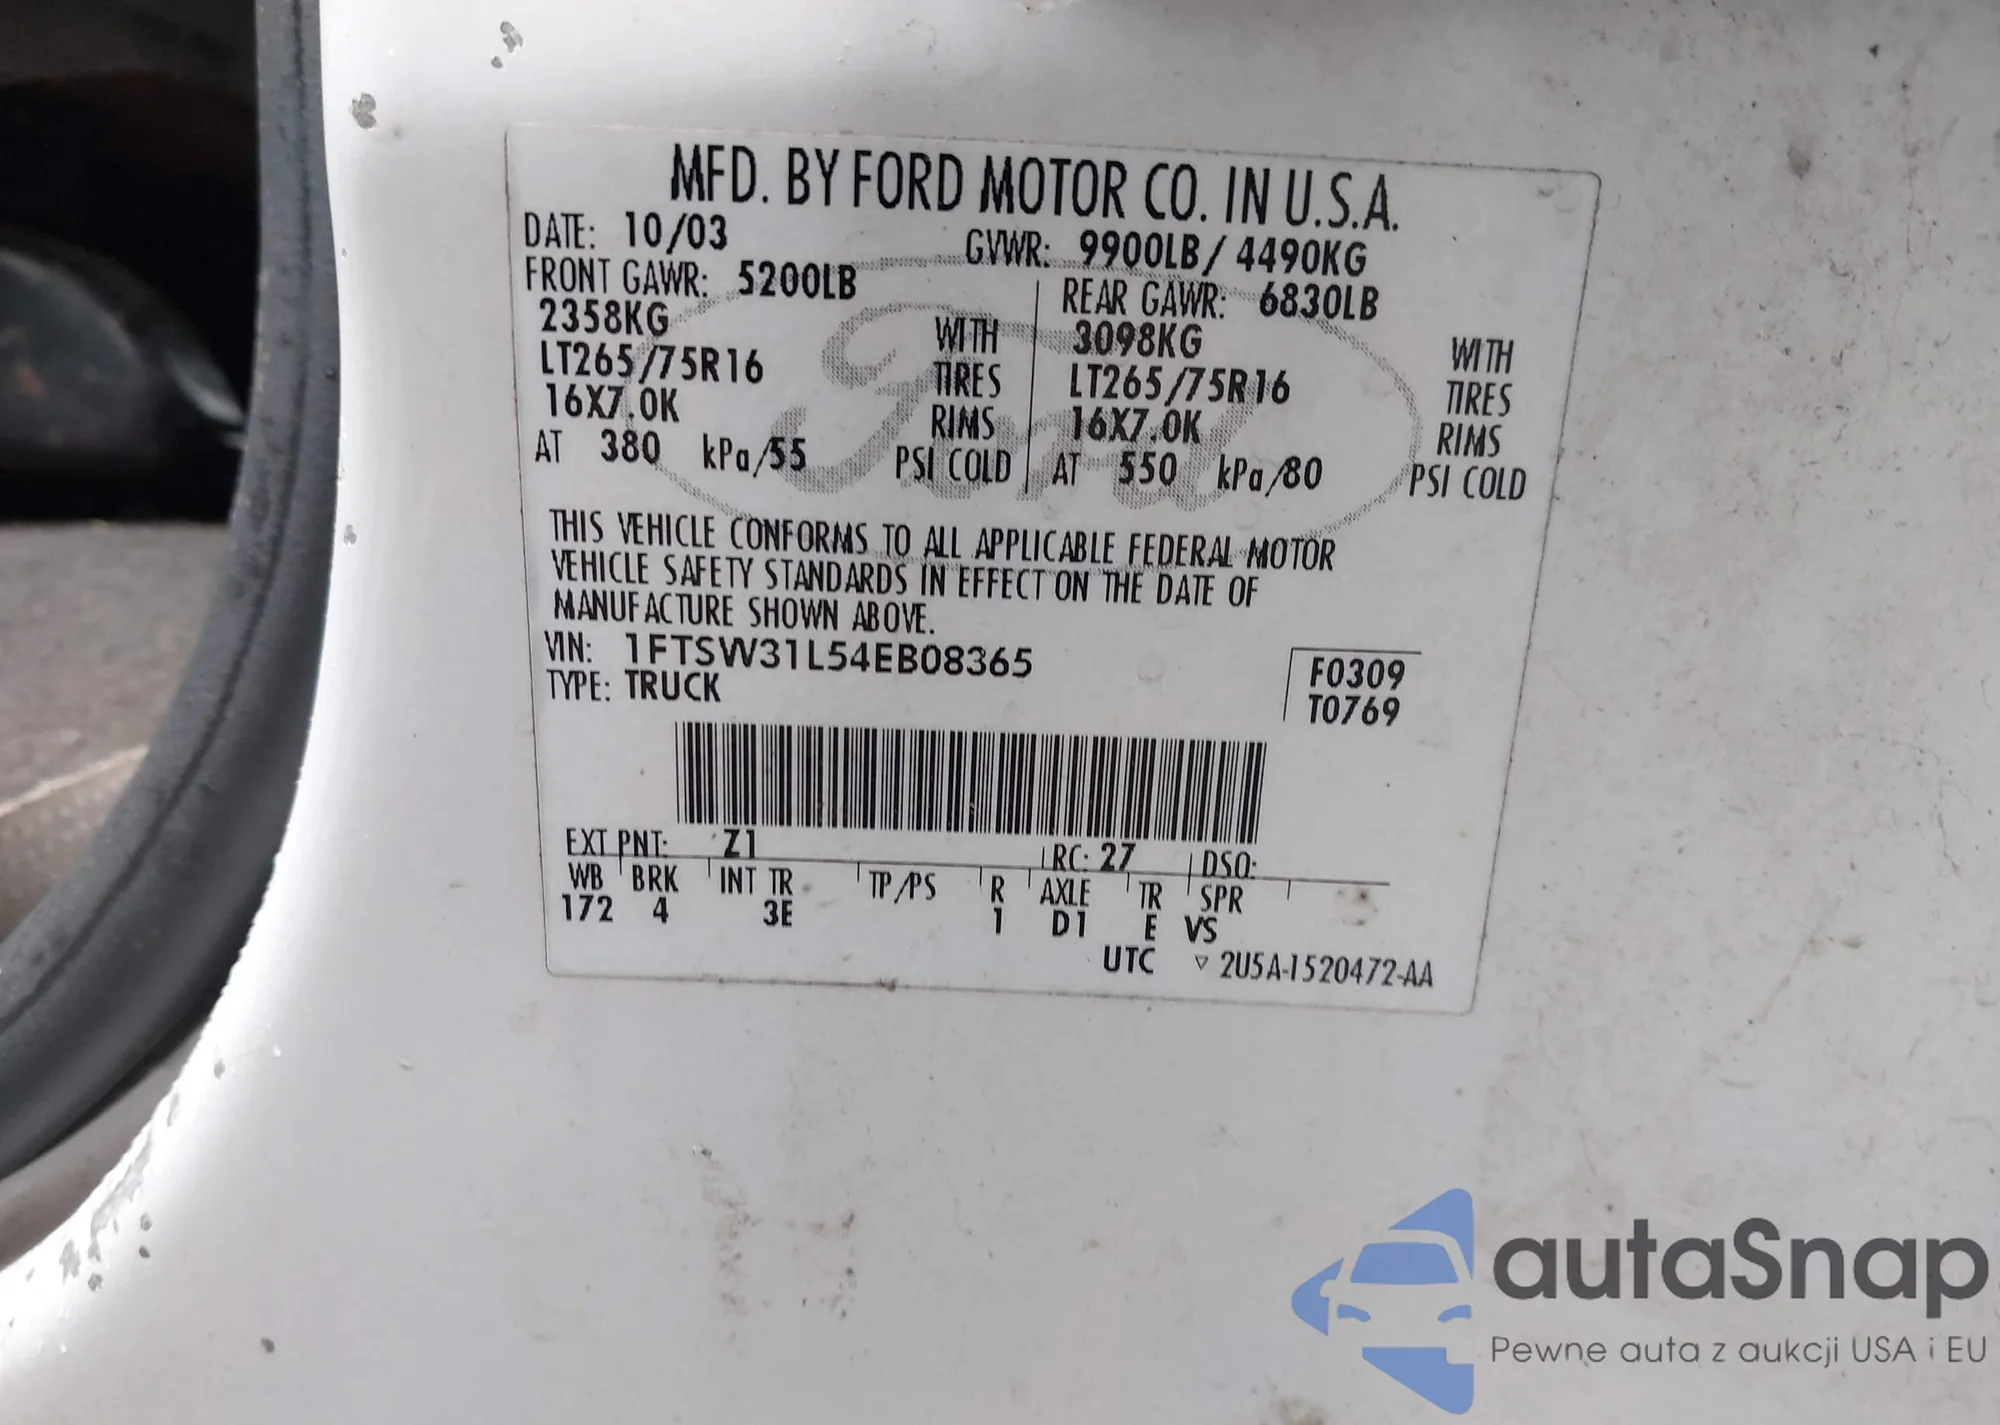 MFD. BY FORD MOTOR CO. IN U.S.A.
DATE: 10/03 GVWR: 9900LB/ 4490KG
FRONT GAWR: 5200LB REAR GAWR: 6830LB
2358KG WITH 3098KG WITH
LT265/75R16 TIRES LT265/75R16 TIRES
16X7.0K RIMS 16X7.0K RIMS
AT 380 kPa/55 PSI COLD AT 550 kPa/80 PSI COLD
Ford
THIS VEHICLE CONFORMS TO ALL APPLICABLE FEDERAL MOTOR
VEHICLE SAFETY STANDARDS IN EFFECT ON THE DATE OF
MANUFACTURE SHOWN ABOVE.
VIN: 1FTSW31L54EB08365 F0309
TYPE: TRUCK T0769
EXT PNT: Z1 RC: 27 DSO:
WB BRK INT TR TP/PS R AXLE TR SPR
172 4 3E 1 D1 E VS
UTC ▽ 2U5A-1520472-AA
autaSnap
Pewne auta z aukcji USA i EU